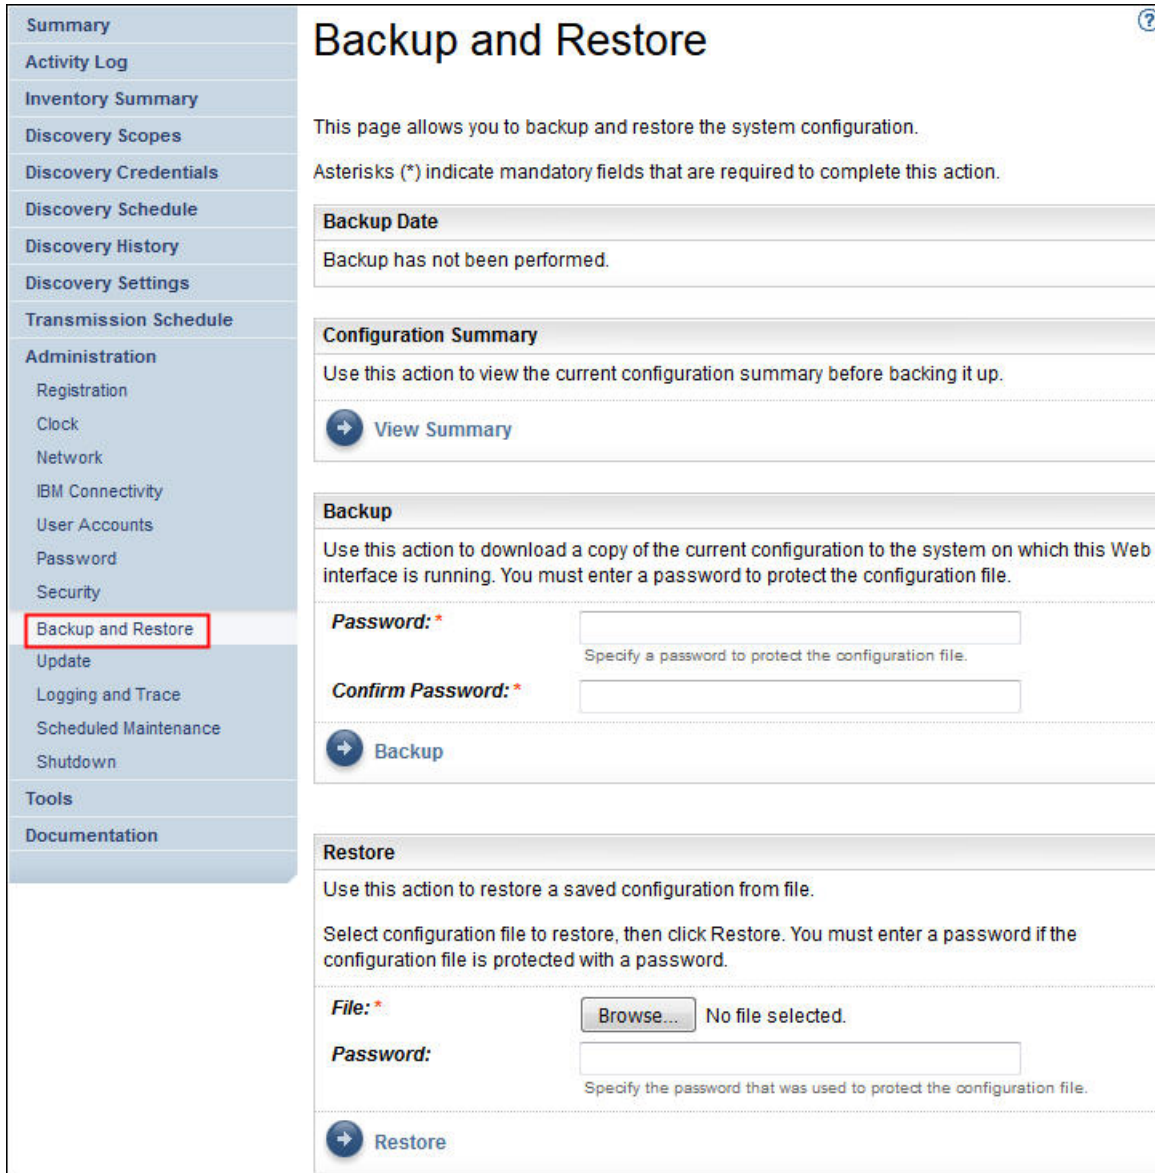 Summary
Activity Log
Inventory Summary
Discovery Scopes
Discovery Credentials
Discovery Schedule
Discovery History
Discovery Settings
Transmission Schedule
Administration
Registration
Clock
Network
IBM Connectivity
User Accounts
Password
Security
Backup and Restore
Update
Logging and Trace
Scheduled Maintenance
Shutdown
Tools
Documentation
Backup and Restore
?
This page allows you to backup and restore the system configuration.
Asterisks (*) indicate mandatory fields that are required to complete this action.
Backup Date
Backup has not been performed.
Configuration Summary
Use this action to view the current configuration summary before backing it up.
View Summary
Backup
Use this action to download a copy of the current configuration to the system on which this Web
interface is running. You must enter a password to protect the configuration file.
Password: *
Specify a password to protect the configuration file.
Confirm Password: *
Backup
Restore
Use this action to restore a saved configuration from file.
Select configuration file to restore, then click Restore. You must enter a password if the
configuration file is protected with a password.
File: *
Browse... No file selected.
Password:
Specify the password that was used to protect the configuration file.
Restore